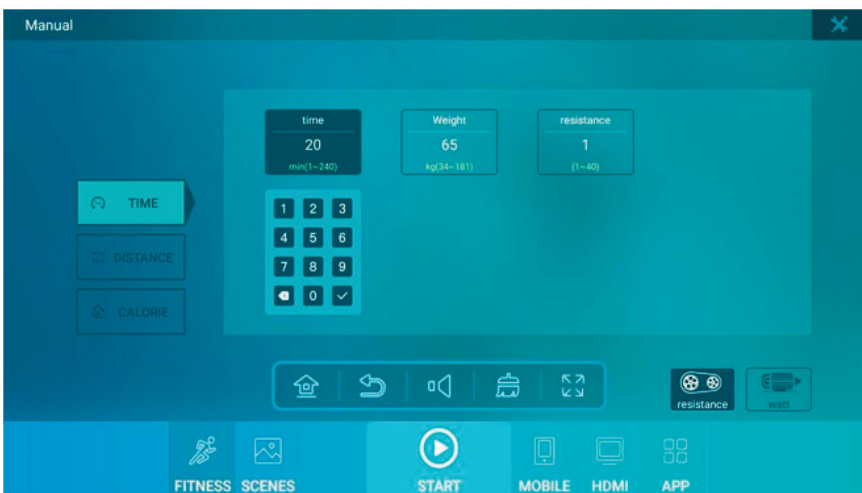 Manual
time
20
min(1~240)
Weight
65
kg(34~181)
resistance
1
(1~40)
TIME
DISTANCE
CALORIE
1 2 3
4 5 6
7 8 9
0
resistance
watt
FITNESS SCENES START MOBILE HDMI APP